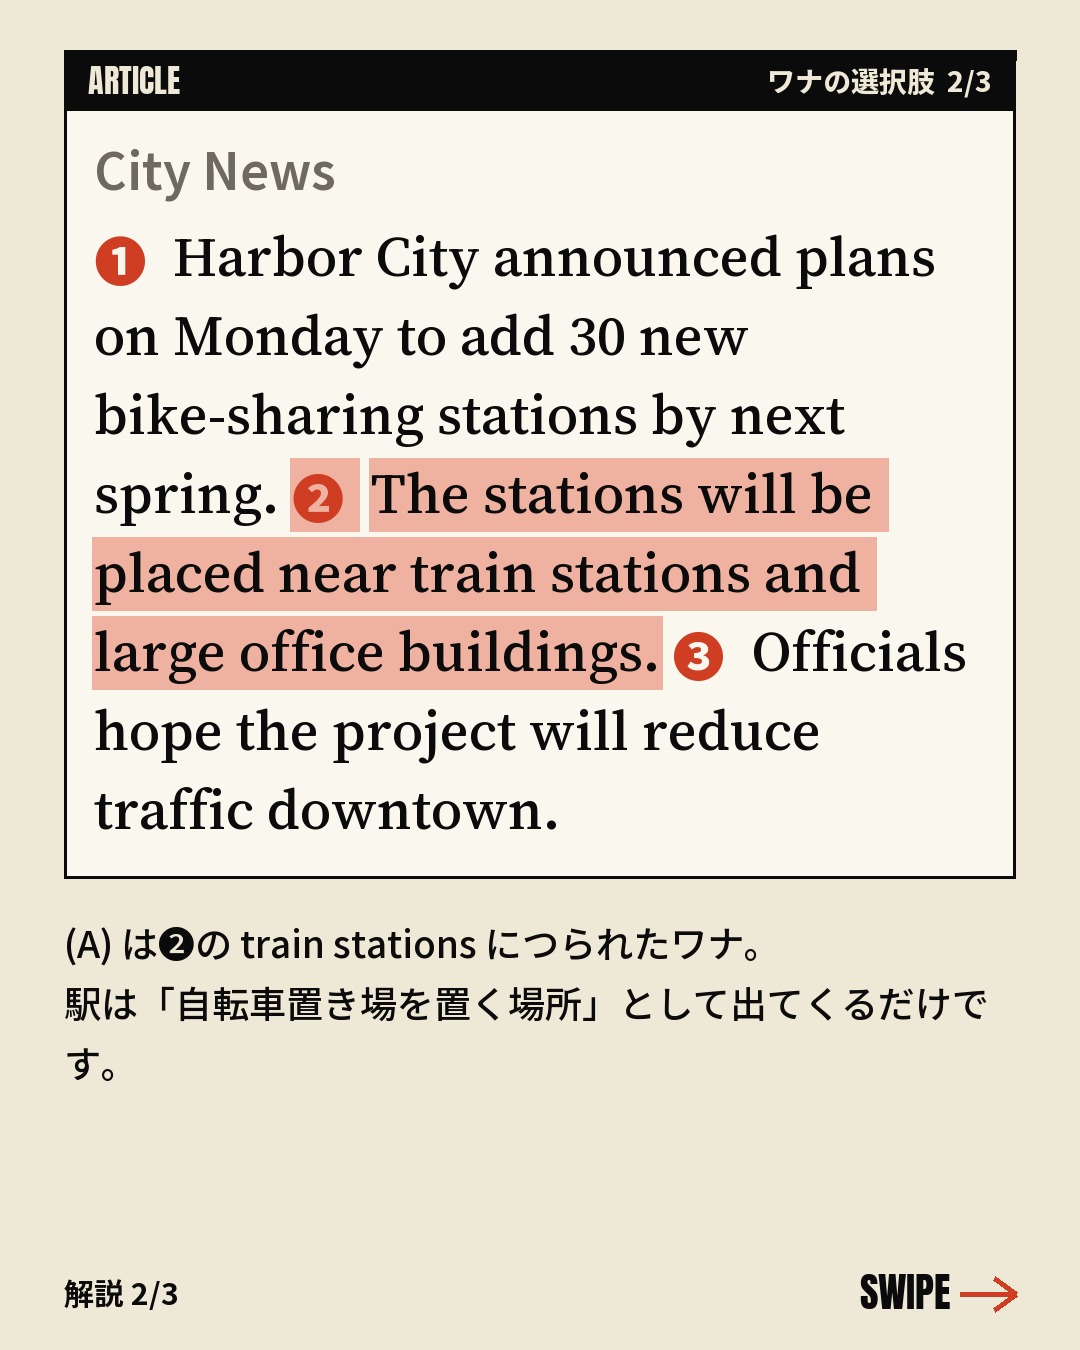 ARTICLE
ワナの選択肢 2/3
City News
❶ Harbor City announced plans
on Monday to add 30 new
bike-sharing stations by next
spring. ❷ The stations will be
placed near train stations and
large office buildings. ❸ Officials
hope the project will reduce
traffic downtown.
(A) は❷の train stations につられたワナ。
駅は「自転車置き場を置く場所」として出てくるだけで
す。
解説 2/3
SWIPE →